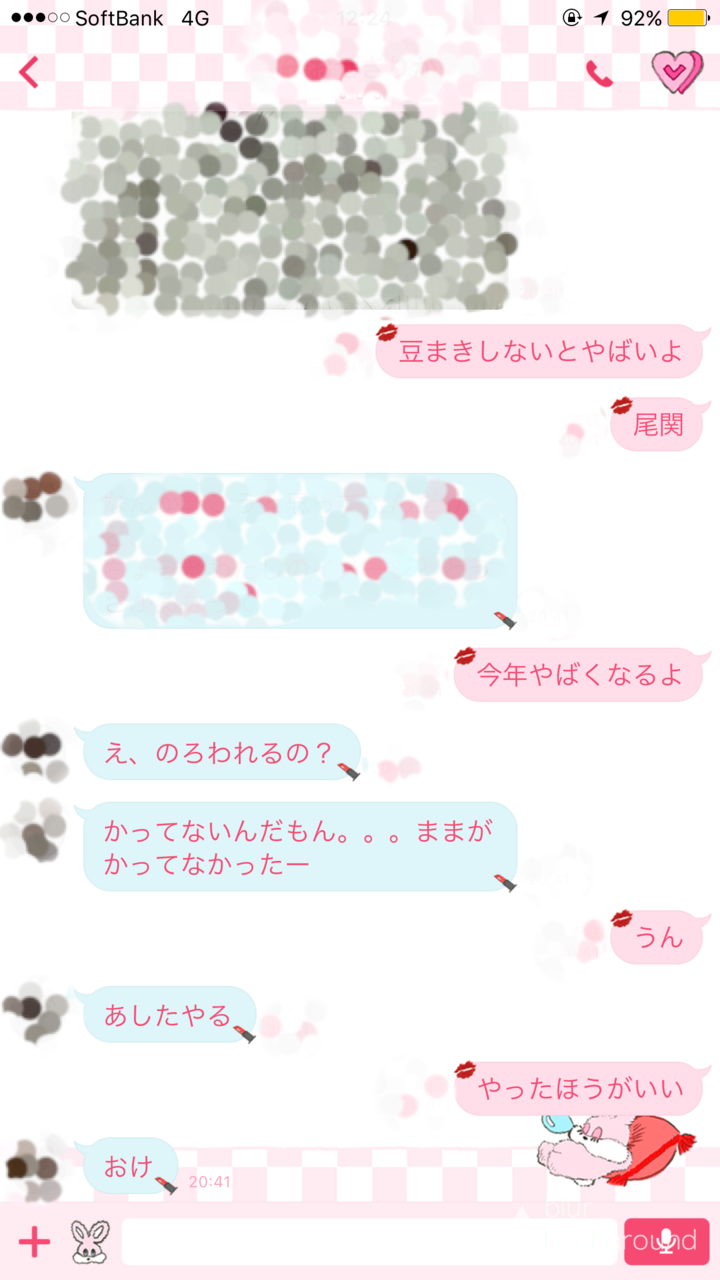 SoftBank 4G 12:24 92%
豆まきしないとやばいよ
尾関
今年やばくなるよ
え、のろわれるの？
かってないんだもん。。。ままが
かってなかったー
うん
あしたやる
やったほうがいい
おけ
20:41
blur